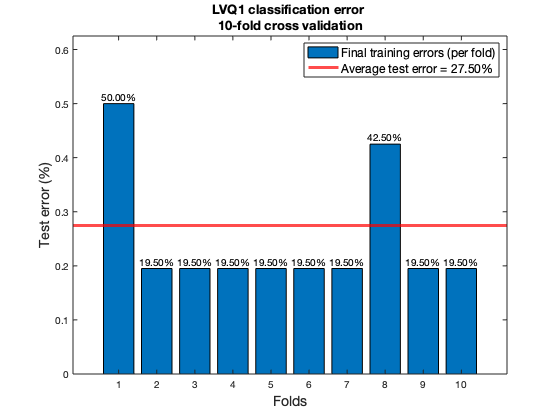 LVQ1 classification error
10-fold cross validation
Final training errors (per fold)
Average test error = 27.50%
Test error (%)
0.6
0.5
0.4
0.3
0.2
0.1
0
50.00%
19.50%
19.50%
19.50%
19.50%
19.50%
19.50%
42.50%
19.50%
19.50%
1 2 3 4 5 6 7 8 9 10
Folds